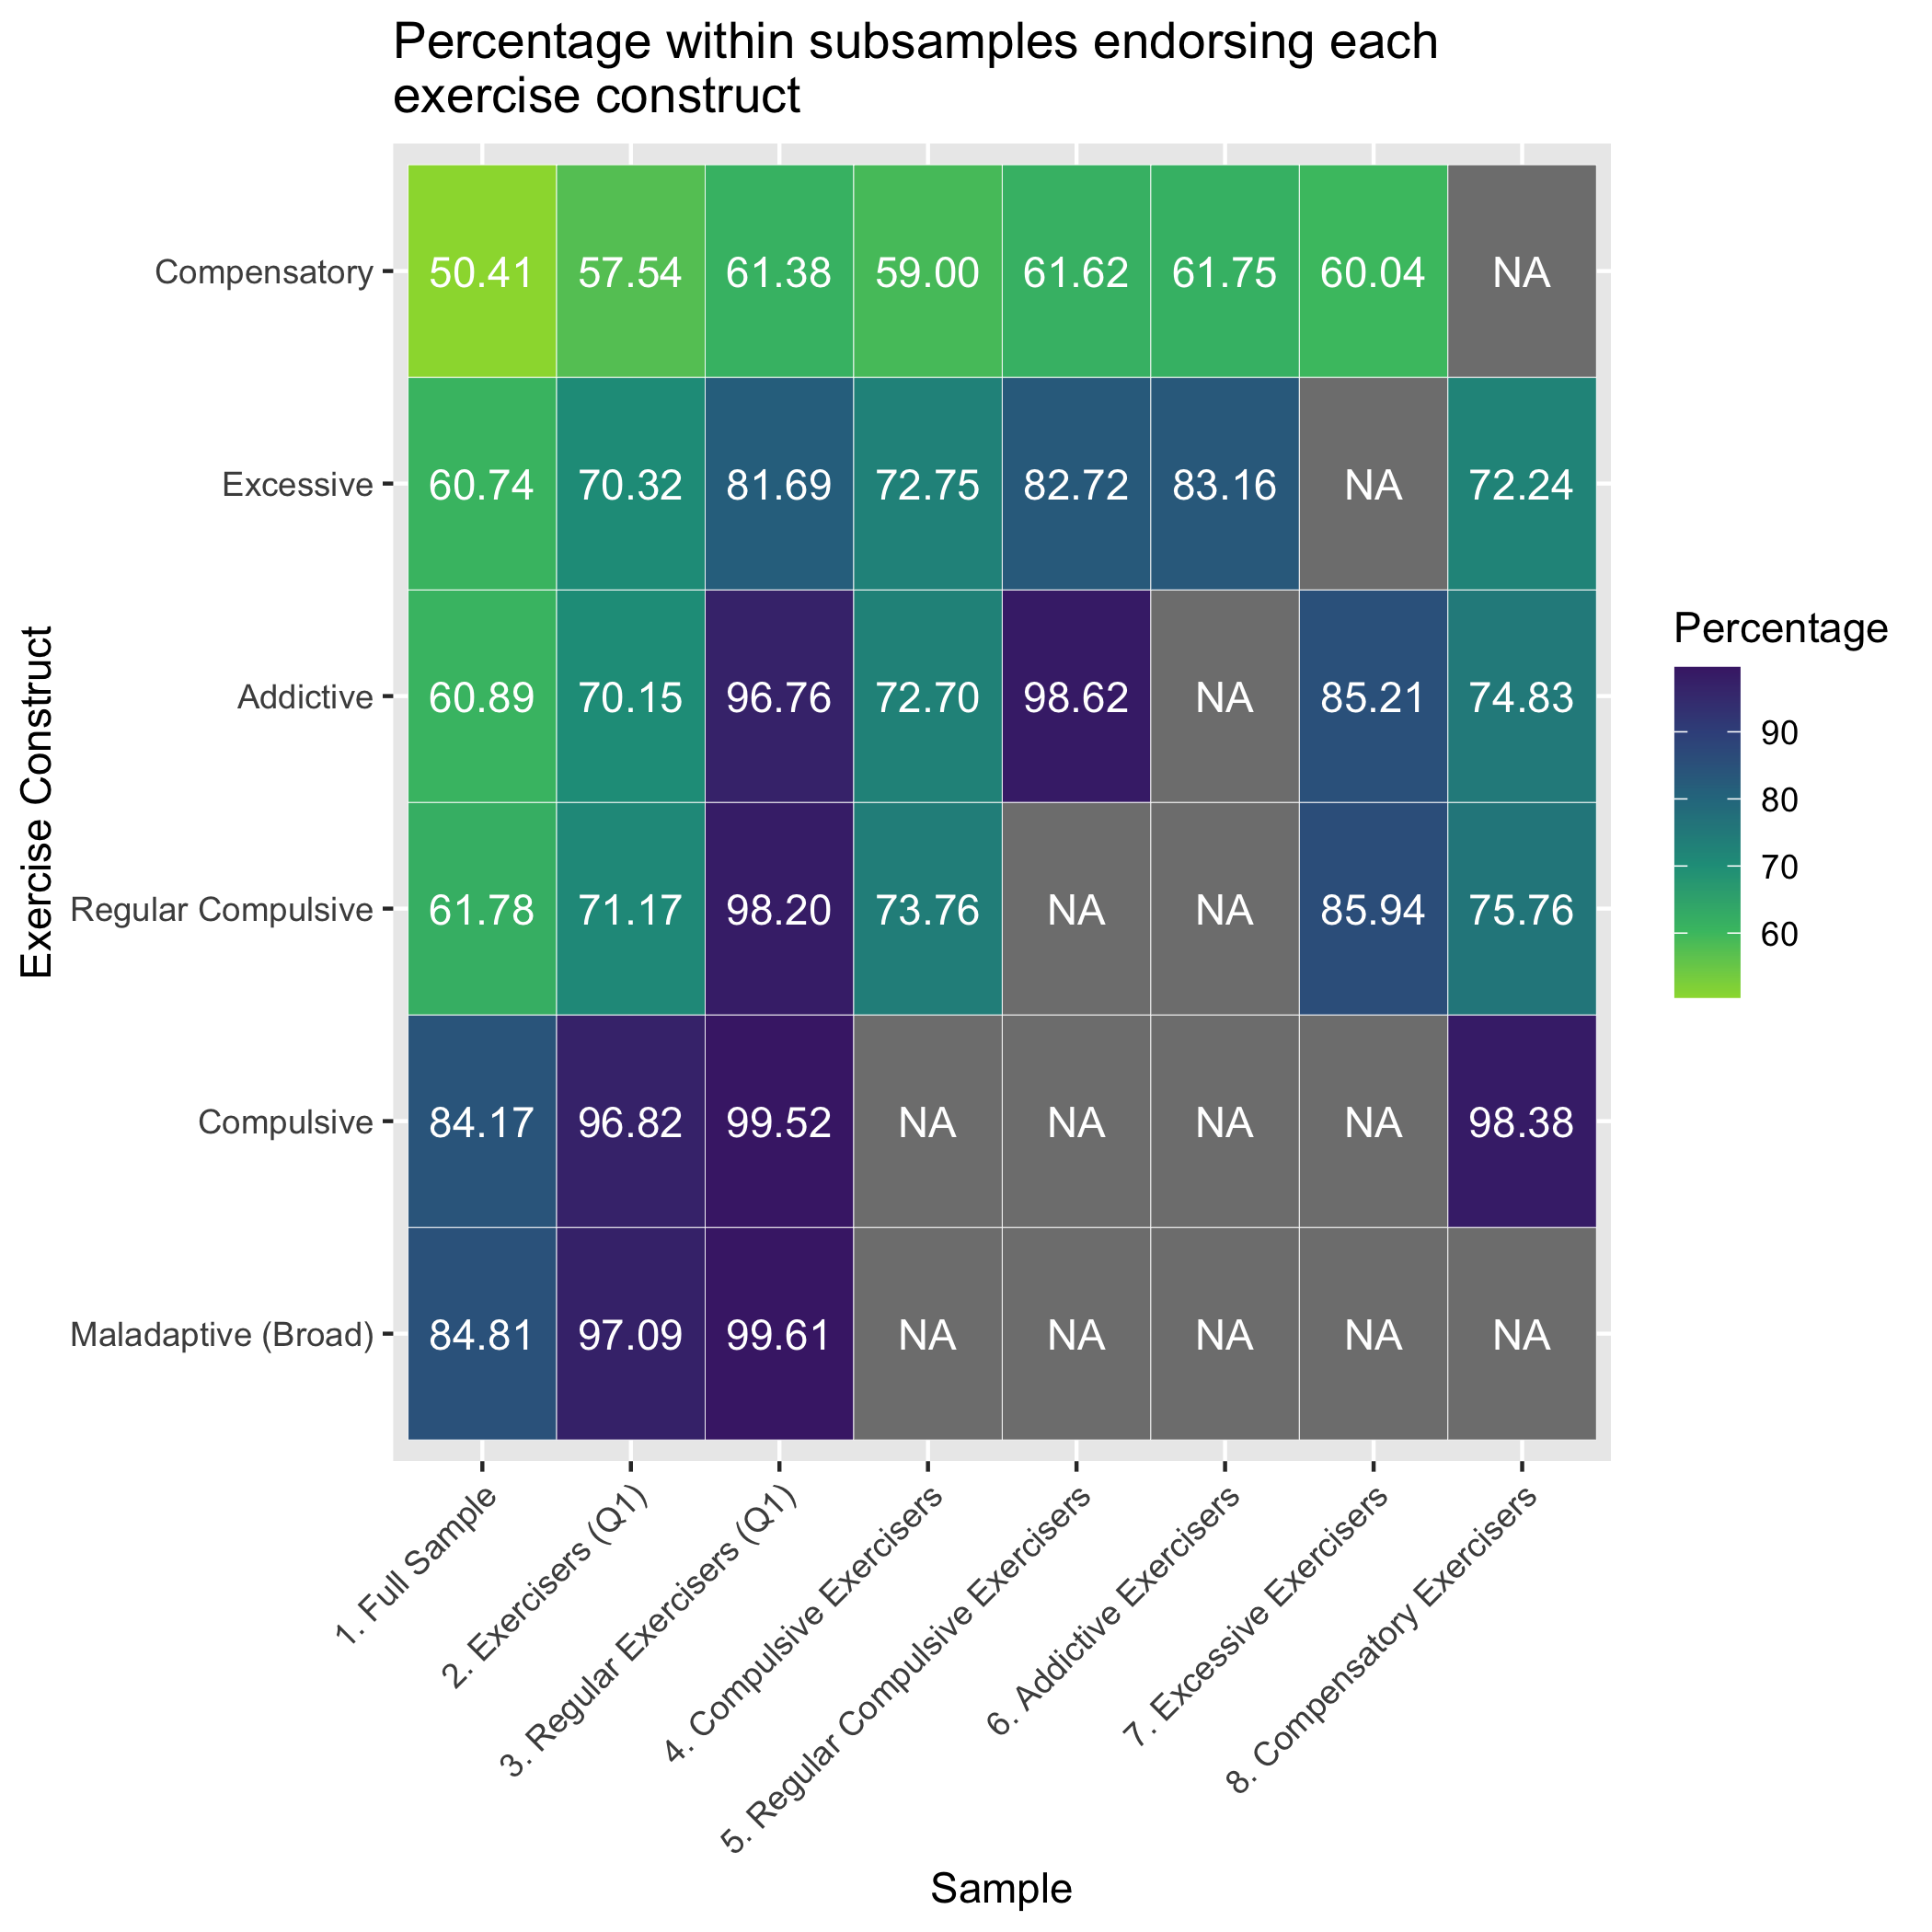 Percentage within subsamples endorsing each
exercise construct
Exercise Construct
Compensatory 50.41 57.54 61.38 59.00 61.62 61.75 60.04 NA
Excessive 60.74 70.32 81.69 72.75 82.72 83.16 NA 72.24
Addictive 60.89 70.15 96.76 72.70 98.62 NA 85.21 74.83
Regular Compulsive 61.78 71.17 98.20 73.76 NA NA 85.94 75.76
Compulsive 84.17 96.82 99.52 NA NA NA NA 98.38
Maladaptive (Broad) 84.81 97.09 99.61 NA NA NA NA NA
1. Full Sample
2. Exercisers (Q1)
3. Regular Exercisers (Q1)
4. Compulsive Exercisers
5. Regular Compulsive Exercisers
6. Addictive Exercisers
7. Excessive Exercisers
8. Compensatory Exercisers
Sample
Percentage
90
80
70
60